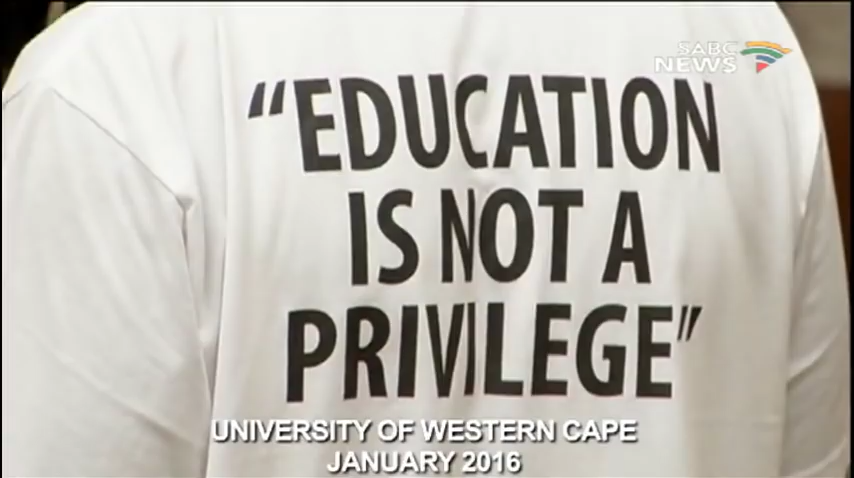 SABC
NEWS
“EDUCATION
IS NOT A
PRIVILEGE”
UNIVERSITY OF WESTERN CAPE
JANUARY 2016